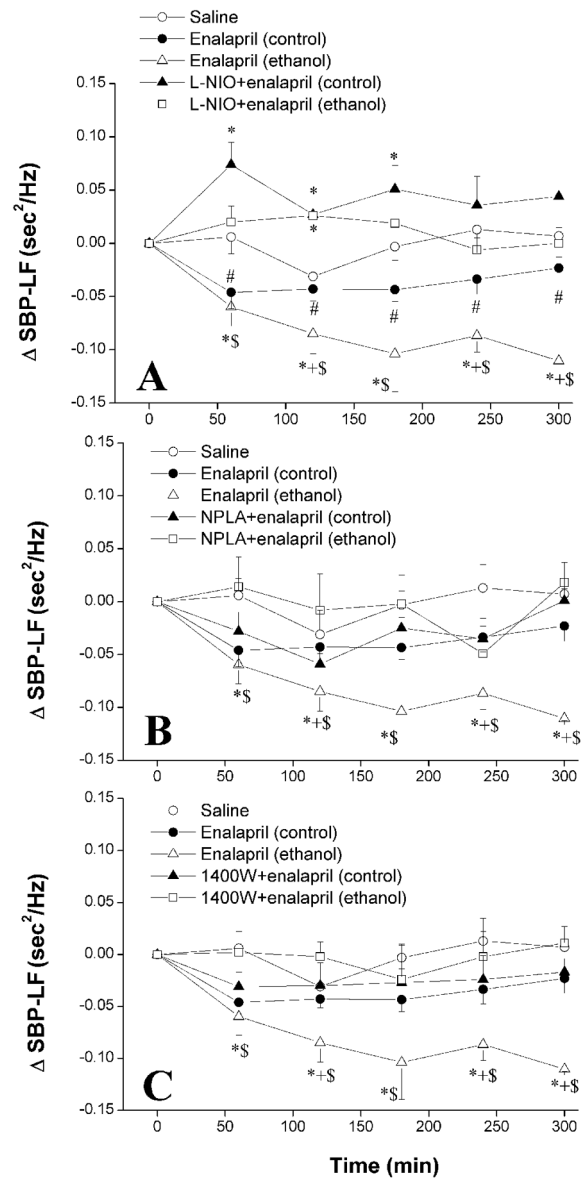 Saline
Enalapril (control)
Enalapril (ethanol)
L-NIO+enalapril (control)
L-NIO+enalapril (ethanol)
0.15
0.10
0.05
0.00
-0.05
-0.10
-0.15
Δ SBP-LF (sec²/Hz)
* * * *
# # # # #
*$ *+$ *$ *+$ *+$
A
0 50 100 150 200 250 300
Saline
Enalapril (control)
Enalapril (ethanol)
NPLA+enalapril (control)
NPLA+enalapril (ethanol)
0.15
0.10
0.05
0.00
-0.05
-0.10
-0.15
Δ SBP-LF (sec²/Hz)
*$ *+$ *$ *+$ *+$
B
0 50 100 150 200 250 300
Saline
Enalapril (control)
Enalapril (ethanol)
1400W+enalapril (control)
1400W+enalapril (ethanol)
0.15
0.10
0.05
0.00
-0.05
-0.10
-0.15
Δ SBP-LF (sec²/Hz)
*$ *+$ *$ *+$ *+$
C
0 50 100 150 200 250 300
Time (min)